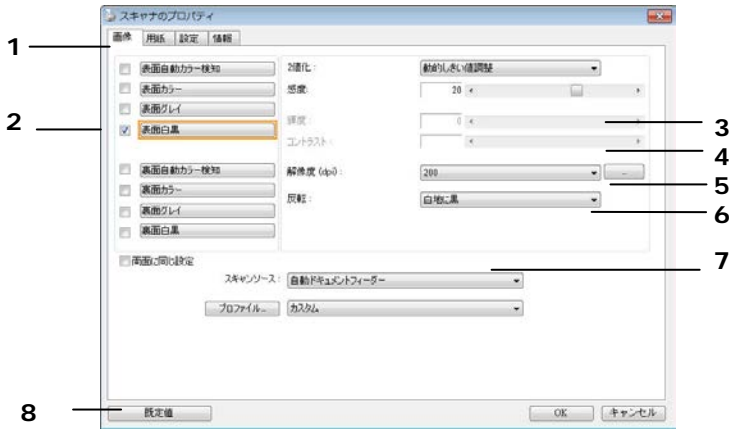 スキャナのプロパティ
画像 用紙 設定 情報
1
表面自動カラー検知 2値化: 動的しきい値調整
表面カラー 感度: 20
表面グレイ
2 表面白黒 輝度: 0 3
コントラスト: 4
裏面自動カラー検知 解像度 (dpi): 200 ... 5
裏面カラー 反転: 白地に黒 6
裏面グレイ
裏面白黒
両面に同じ設定 7
スキャンソース: 自動ドキュメントフィーダー
プロファイル... カスタム
8 既定値 OK キャンセル